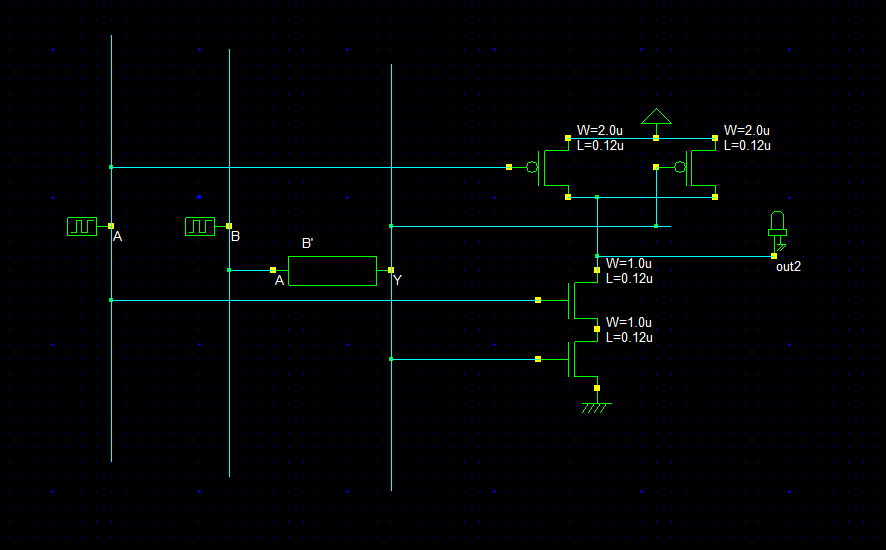 W=2.0u
L=0.12u
W=2.0u
L=0.12u
A
B
B'
A
Y
out2
W=1.0u
L=0.12u
W=1.0u
L=0.12u